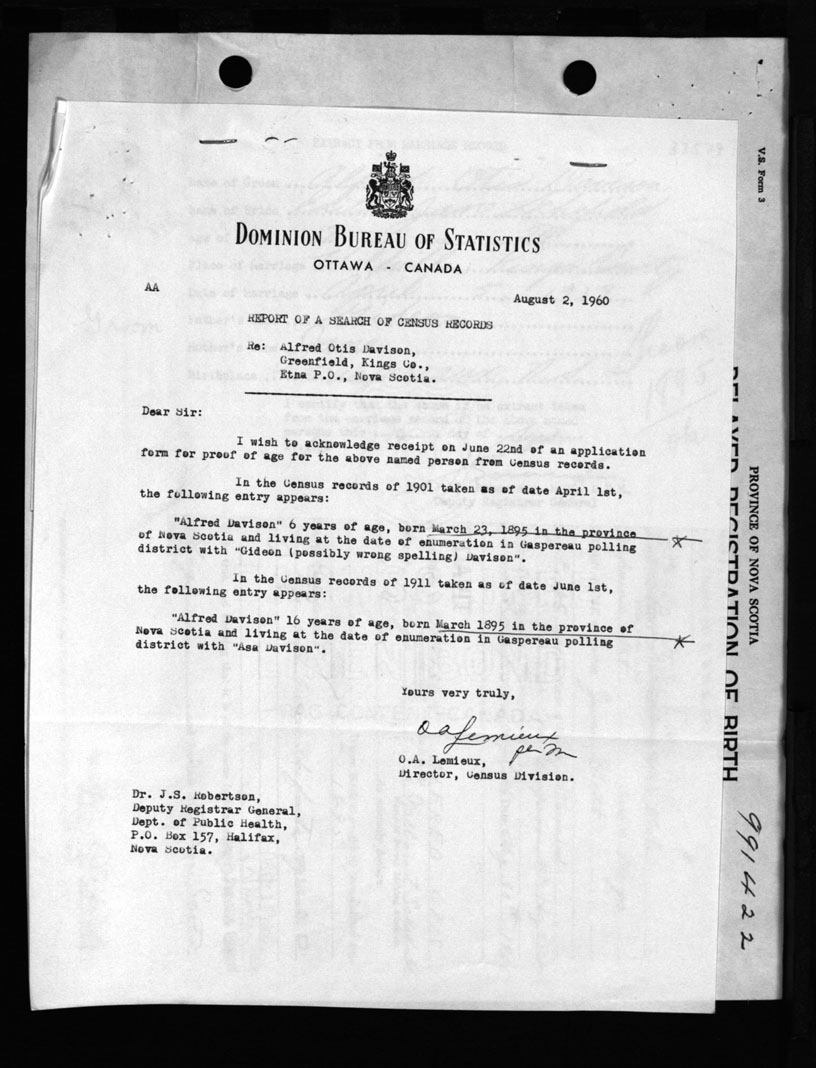 EXTRACT FROM MARRIAGE RECORD
DOMINION BUREAU OF STATISTICS
OTTAWA - CANADA
AA
August 2, 1960
REPORT OF A SEARCH OF CENSUS RECORDS
Re: Alfred Otis Davison,
Greenfield, Kings Co.,
Etna P.O., Nova Scotia.
Dear Sir:
I wish to acknowledge receipt on June 22nd of an application
form for proof of age for the above named person from Census records.
In the Census records of 1901 taken as of date April 1st,
the following entry appears:
"Alfred Davison" 6 years of age, born March 23, 1895 in the province
of Nova Scotia and living at the date of enumeration in Gaspereau polling
district with "Gideon (possibly wrong spelling) Davison".
In the Census records of 1911 taken as of date June 1st,
the following entry appears:
"Alfred Davison" 16 years of age, born March 1895 in the province of
Nova Scotia and living at the date of enumeration in Gaspereau polling
district with "Asa Davison".
Yours very truly,
OALemieux
per M
O.A. Lemieux,
Director, Census Division.
Dr. J.S. Robertson,
Deputy Registrar General,
Dept. of Public Health,
P.O. Box 157, Halifax,
Nova Scotia.
V.S. Form 3
PROVINCE OF NOVA SCOTIA
DELAYED REGISTRATION OF BIRTH
991422